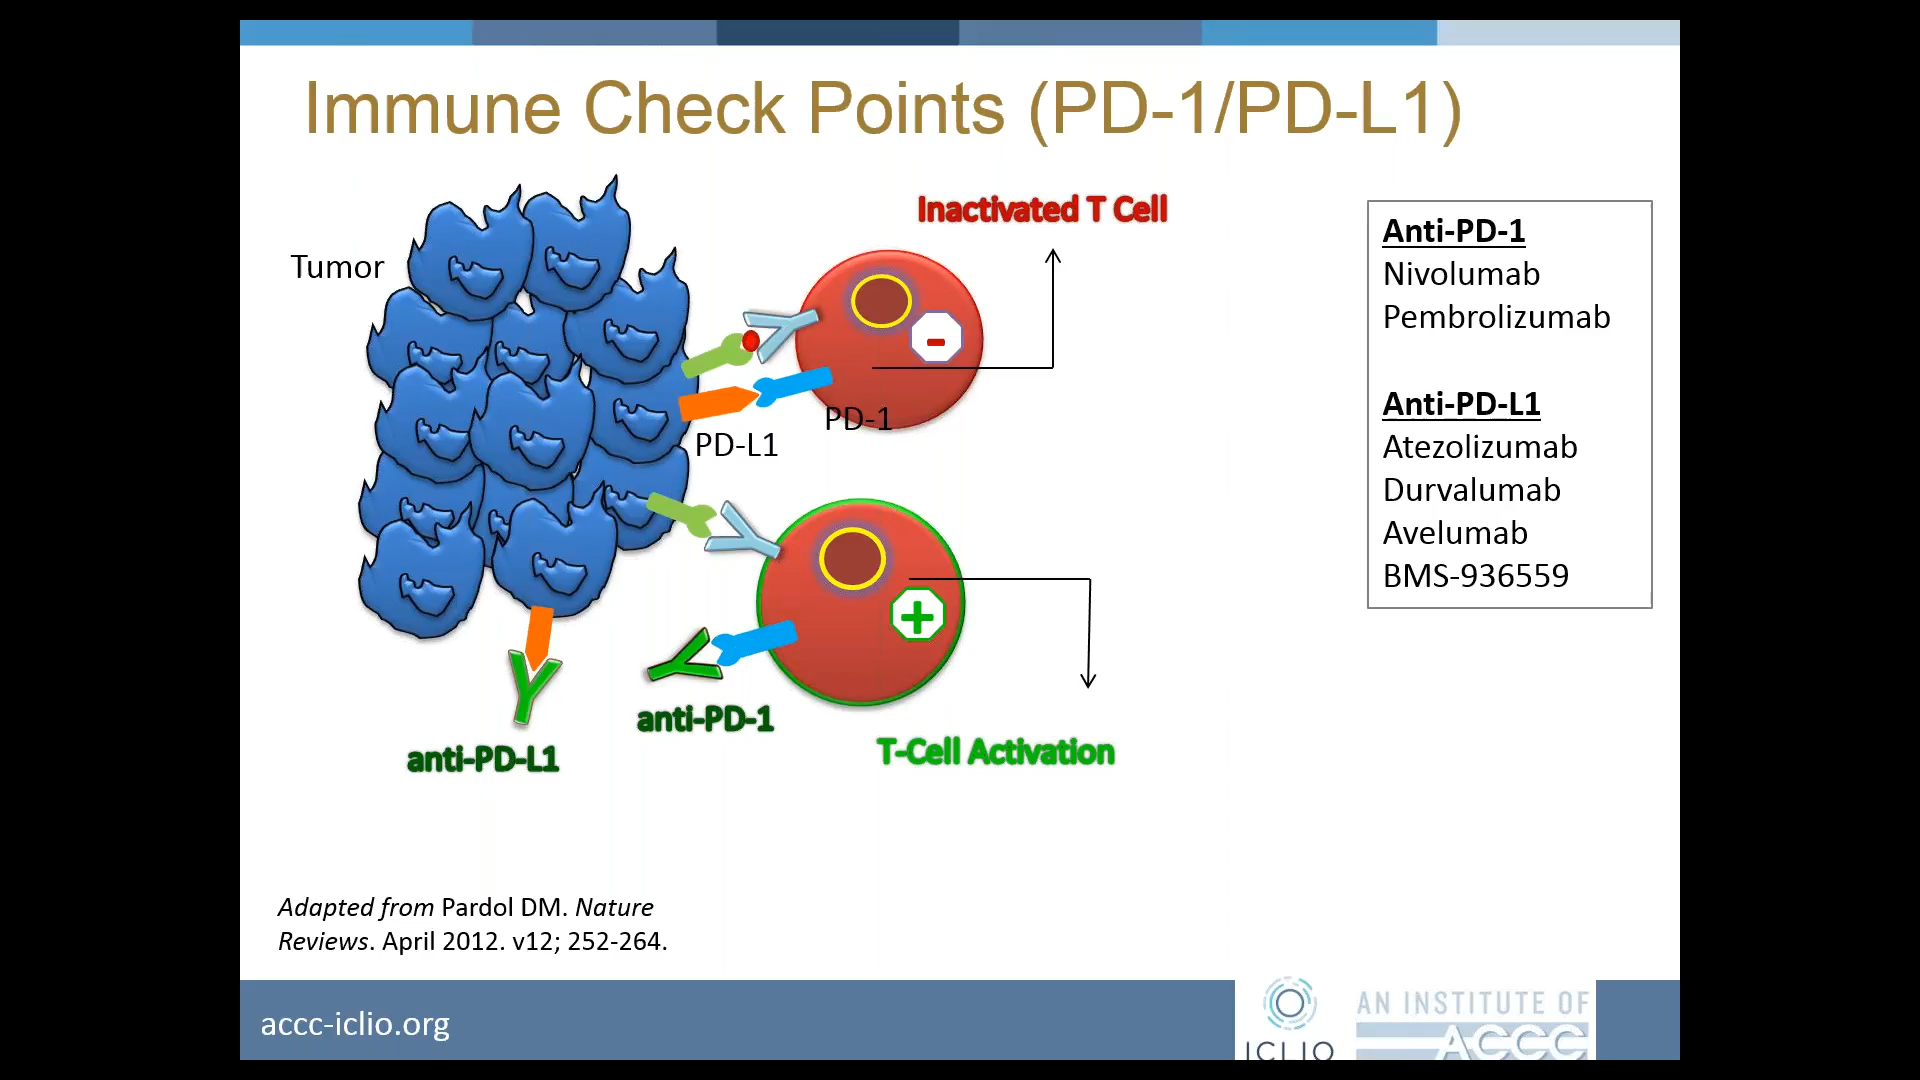 Immune Check Points (PD-1/PD-L1)
Inactivated T Cell
Tumor
-
PD-1
PD-L1
+
anti-PD-1
anti-PD-L1
T-Cell Activation
Anti-PD-1
Nivolumab
Pembrolizumab
Anti-PD-L1
Atezolizumab
Durvalumab
Avelumab
BMS-936559
Adapted from Pardol DM. Nature
Reviews. April 2012. v12; 252-264.
accc-iclio.org
ICLIO
AN INSTITUTE OF
ACCC